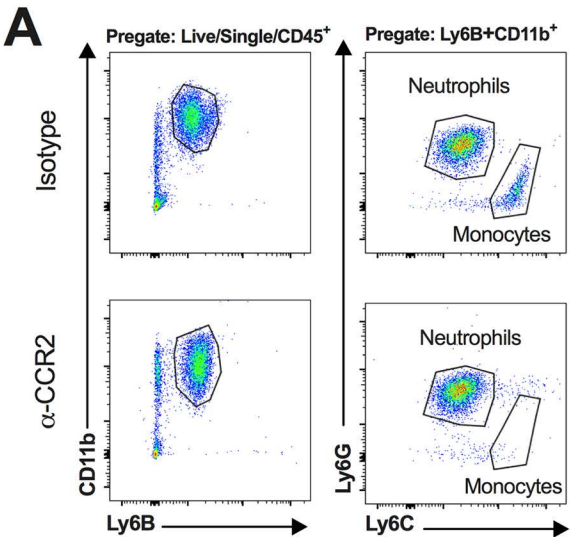 A
Pregate: Live/Single/CD45+
Pregate: Ly6B+CD11b+
Isotype
Neutrophils
Monocytes
α-CCR2
Neutrophils
Monocytes
CD11b
Ly6G
Ly6B
Ly6C